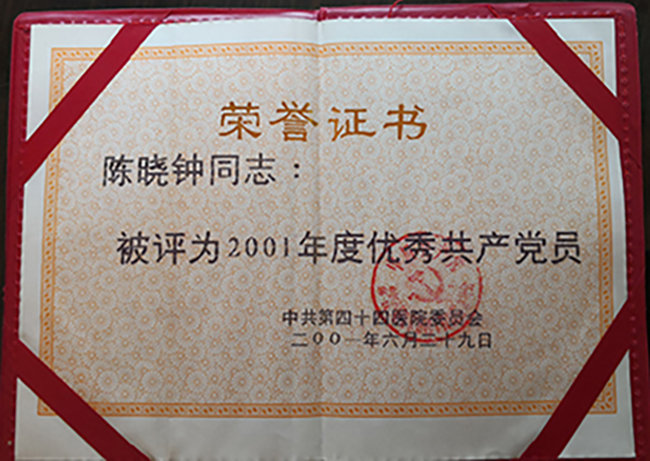 荣誉证书
陈晓钟同志：
被评为2001年度优秀共产党员
中共第四十四医院委员会
二〇〇一年六月二十九日